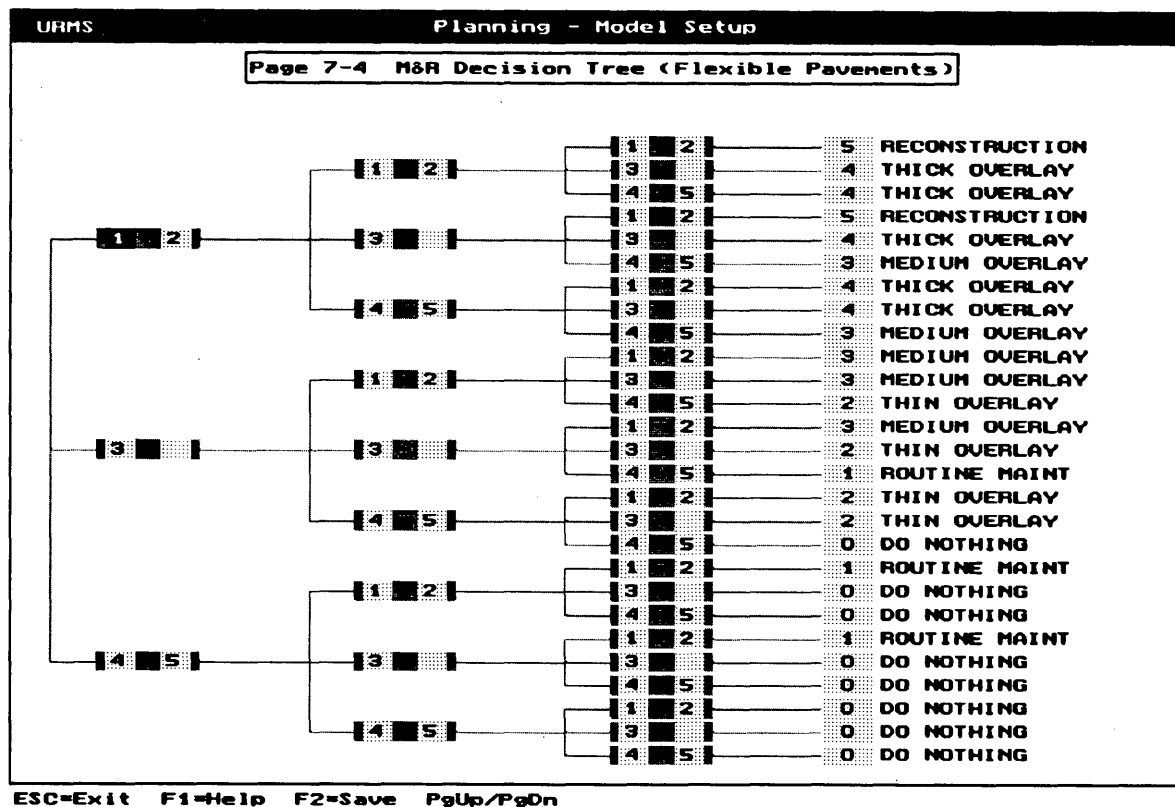 URMS Planning - Model Setup
Page 7-4 M&R Decision Tree (Flexible Pavements)
1 2 5 RECONSTRUCTION
1 2 3 4 THICK OVERLAY
4 5 4 THICK OVERLAY
1 2 5 RECONSTRUCTION
1 2 3 3 4 THICK OVERLAY
4 5 3 MEDIUM OVERLAY
1 2 4 THICK OVERLAY
4 5 3 4 THICK OVERLAY
4 5 3 MEDIUM OVERLAY
1 2 3 MEDIUM OVERLAY
1 2 3 3 MEDIUM OVERLAY
4 5 2 THIN OVERLAY
1 2 3 MEDIUM OVERLAY
3 3 3 2 THIN OVERLAY
4 5 1 ROUTINE MAINT
1 2 2 THIN OVERLAY
4 5 3 2 THIN OVERLAY
4 5 0 DO NOTHING
1 2 1 ROUTINE MAINT
1 2 3 0 DO NOTHING
4 5 0 DO NOTHING
1 2 1 ROUTINE MAINT
4 5 3 3 0 DO NOTHING
4 5 0 DO NOTHING
1 2 0 DO NOTHING
4 5 3 0 DO NOTHING
4 5 0 DO NOTHING
ESC=Exit F1=Help F2=Save PgUp/PgDn